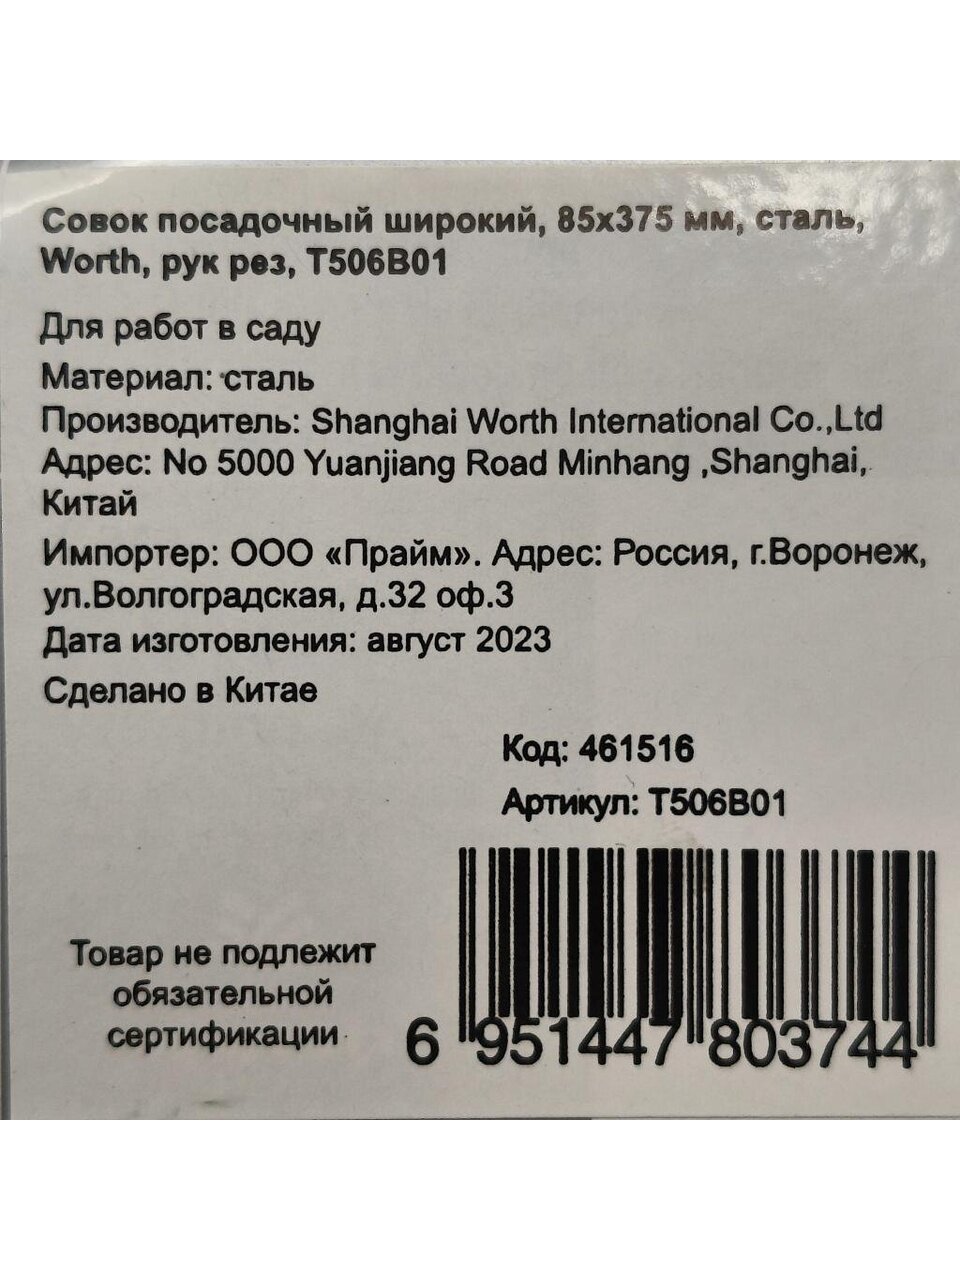 Совок посадочный широкий, 85х375 мм, сталь,
Worth, рук рез, T506B01
Для работ в саду
Материал: сталь
Производитель: Shanghai Worth International Co.,Ltd
Адрес: No 5000 Yuanjiang Road Minhang ,Shanghai,
Китай
Импортер: ООО «Прайм». Адрес: Россия, г.Воронеж,
ул.Волгоградская, д.32 оф.3
Дата изготовления: август 2023
Сделано в Китае
Код: 461516
Артикул: T506B01
Товар не подлежит
обязательной
сертификации
6 951447 803744